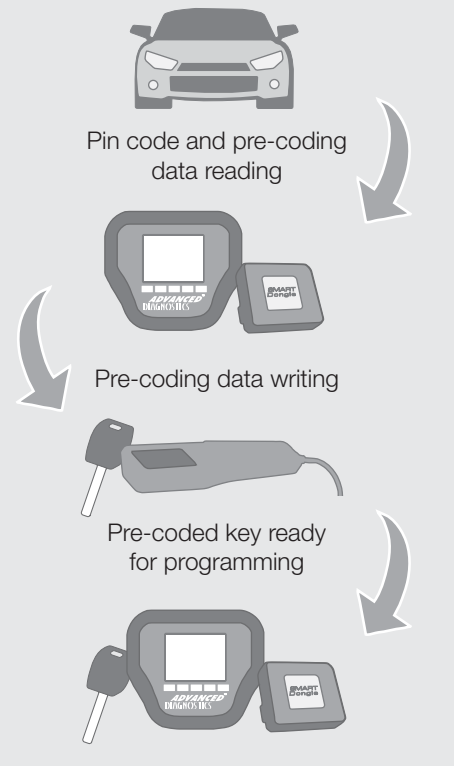 Pin code and pre-coding
data reading
ADVANCED
DIAGNOSTICS
SMART
Dongle
Pre-coding data writing
Pre-coded key ready
for programming
ADVANCED
DIAGNOSTICS
SMART
Dongle